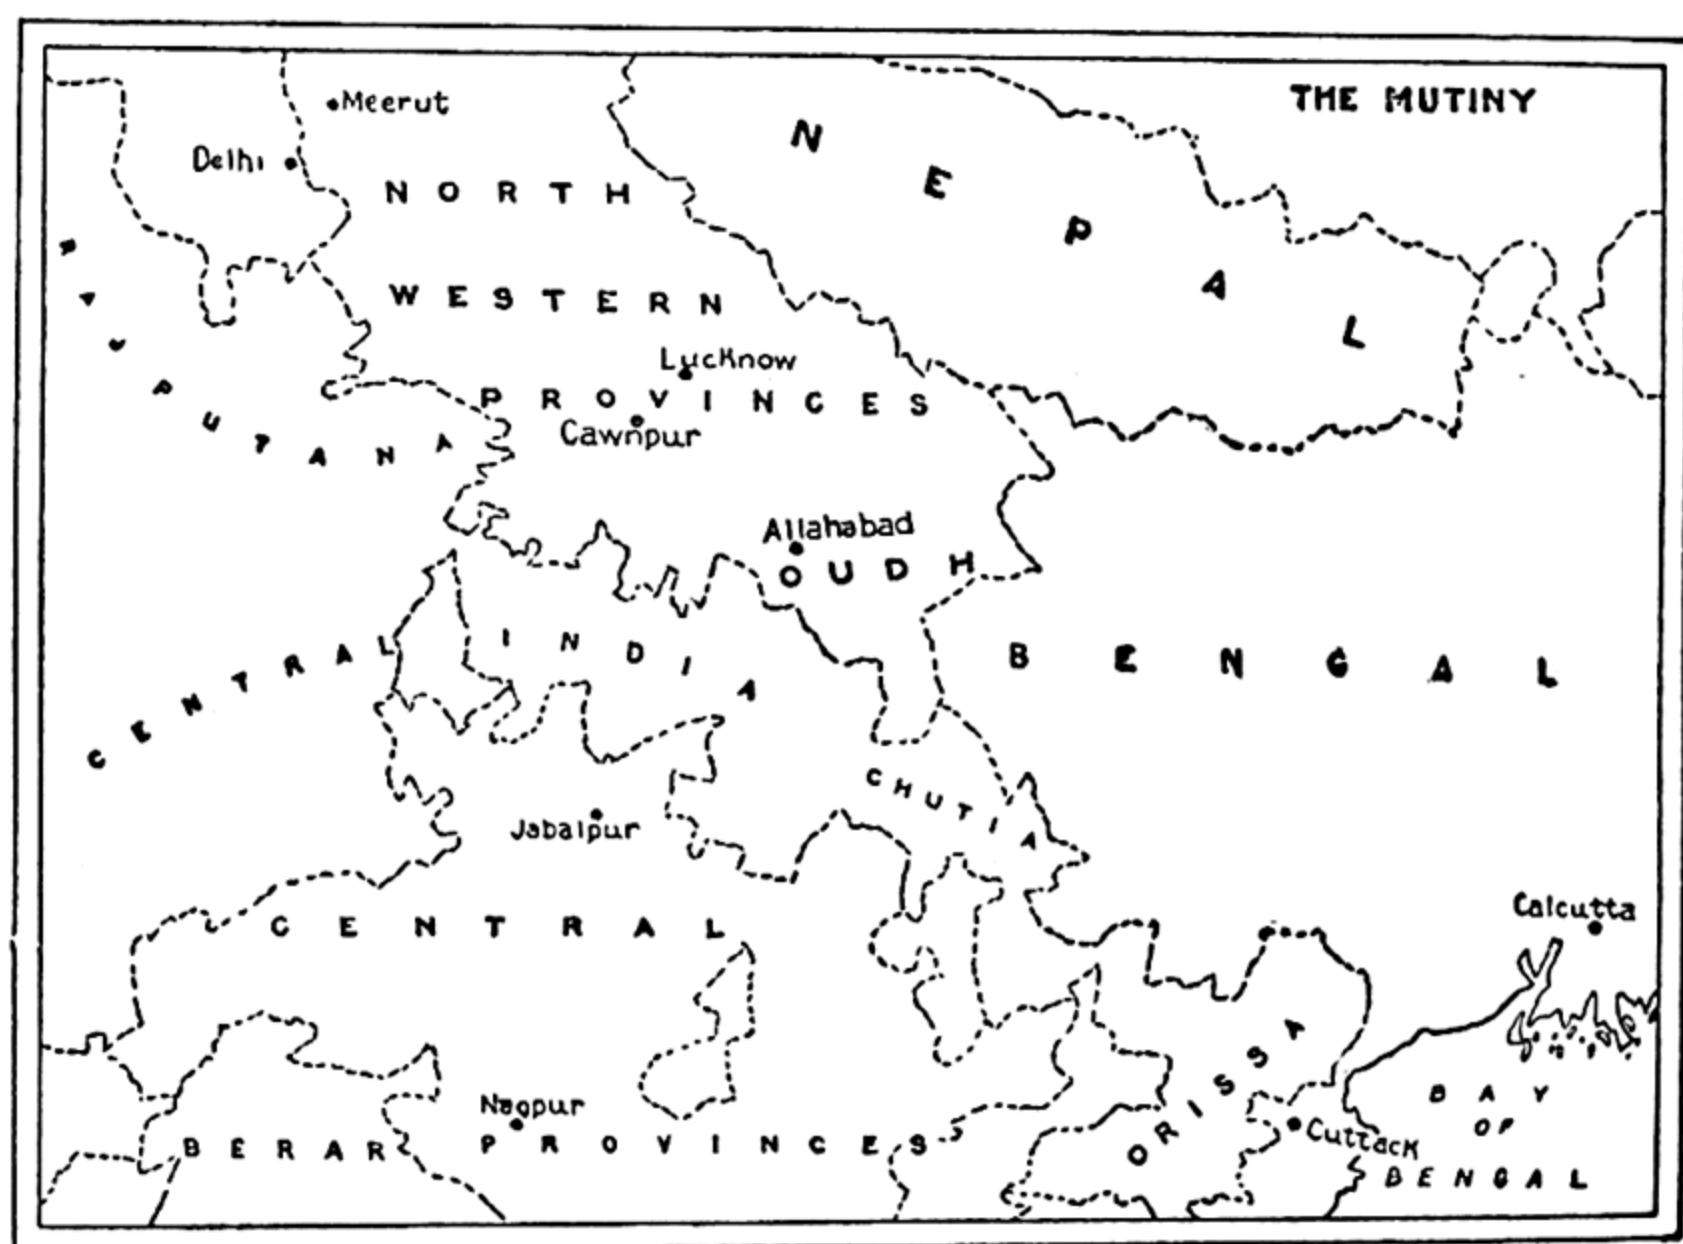 THE MUTINY
Meerut
Delhi
NEPAL
NORTH
WESTERN
PROVINCES
Lucknow
Cawnpur
RAJPUTANA
Allahabad
OUDH
CENTRAL INDIA
BENGAL
CHUTIA
Jabalpur
CENTRAL
PROVINCES
Calcutta
ORISSA
Nagpur
BERAR
Cuttack
BAY
OF
BENGAL